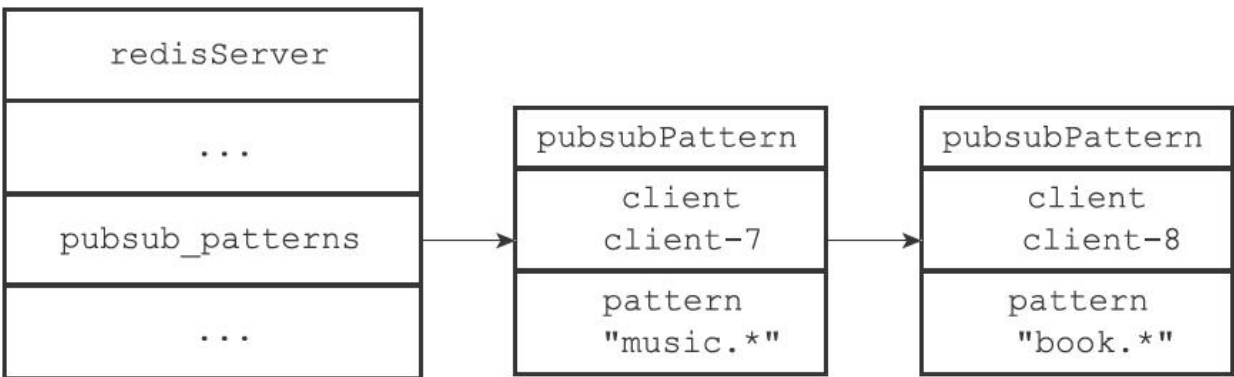 redisServer
...
pubsub_patterns
...
pubsubPattern
client
client-7
pattern
"music.*"
pubsubPattern
client
client-8
pattern
"book.*"